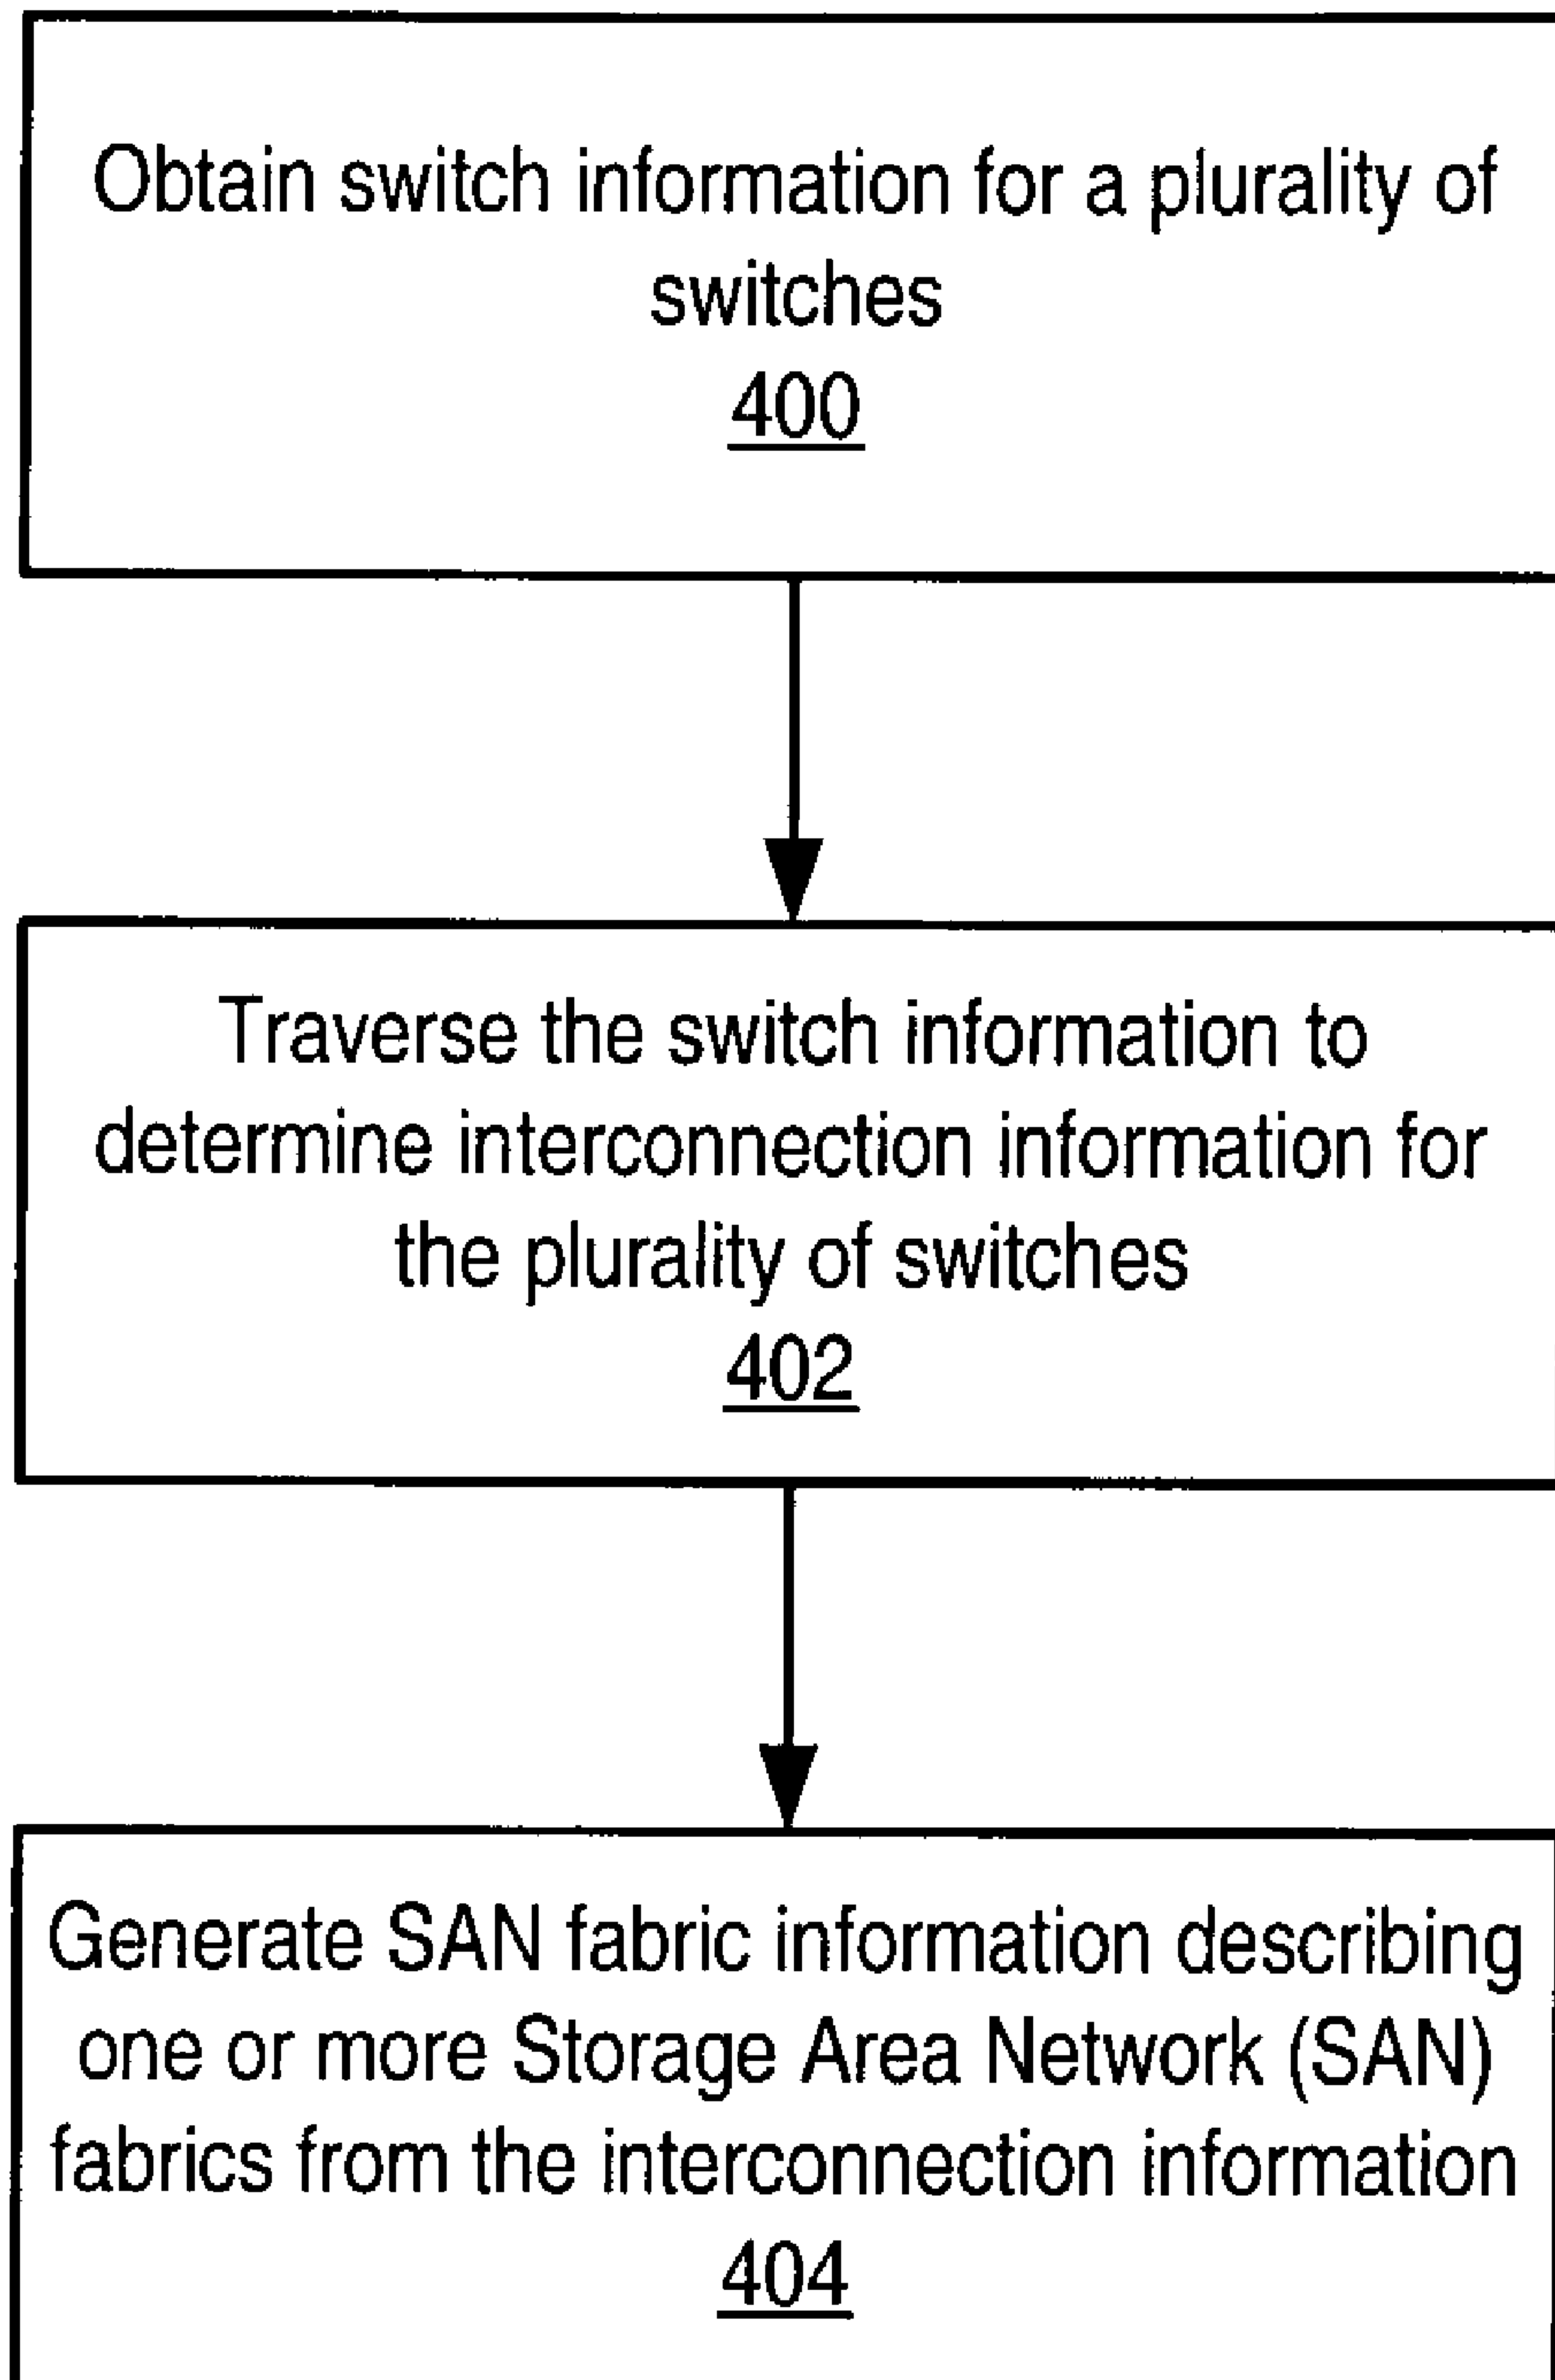 Obtain switch information for a plurality of
switches
400
Traverse the switch information to
determine interconnection information for
the plurality of switches
402
Generate SAN fabric information describing
one or more Storage Area Network (SAN)
fabrics from the interconnection information
404